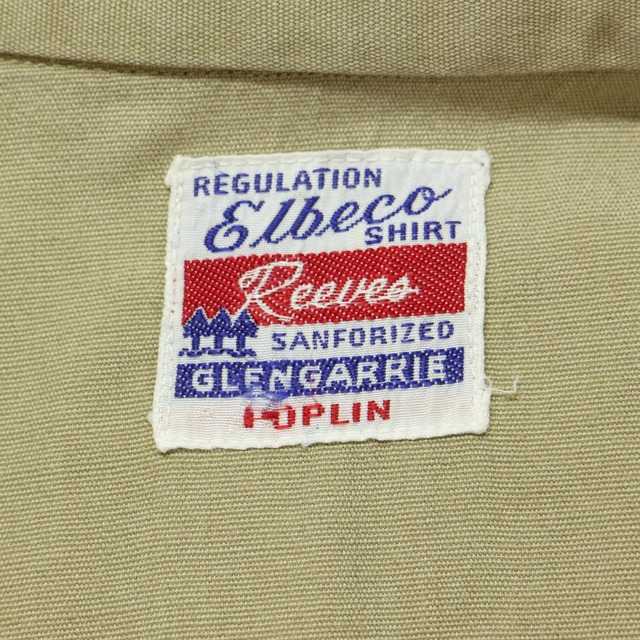 REGULATION
Elbeco
SHIRT
Reeves
SANFORIZED
GLENGARRIE
POPLIN